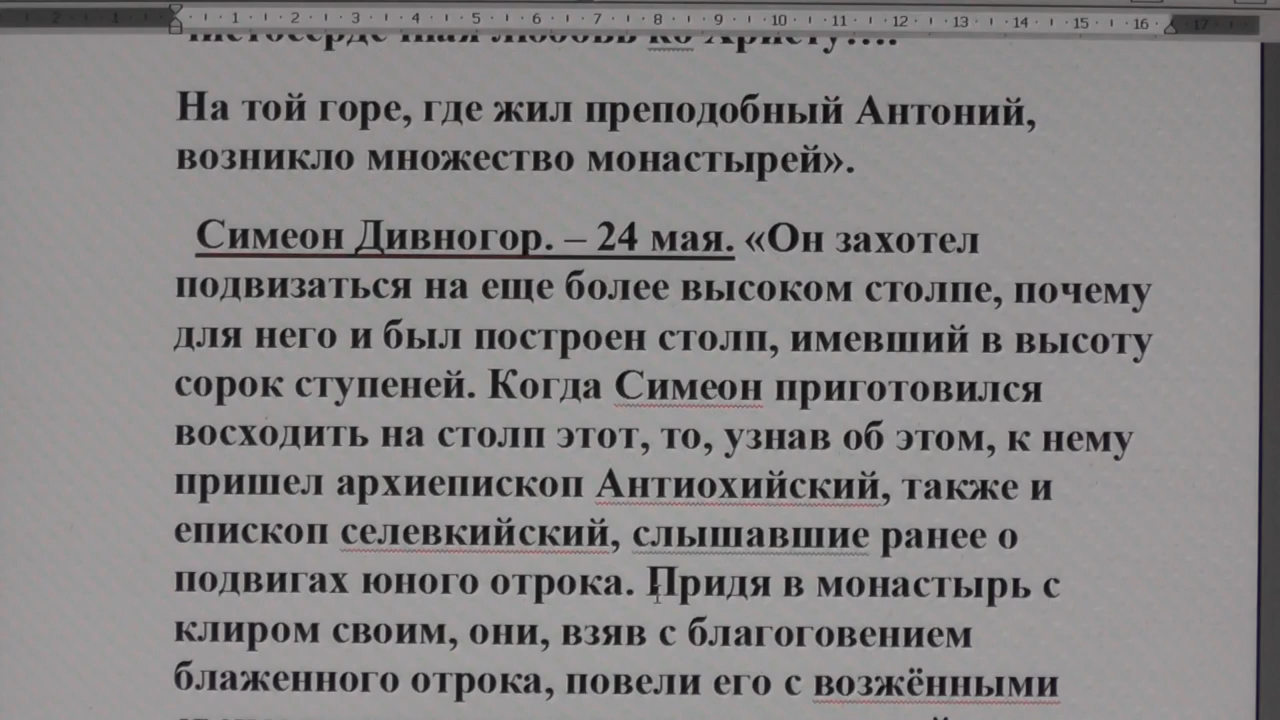 ко Христу….
На той горе, где жил преподобный Антоний,
возникло множество монастырей».
Симеон Дивногор. – 24 мая. «Он захотел
подвизаться на еще более высоком столпе, почему
для него и был построен столп, имевший в высоту
сорок ступеней. Когда Симеон приготовился
восходить на столп этот, то, узнав об этом, к нему
пришел архиепископ Антиохийский, также и
епископ селевкийский, слышавшие ранее о
подвигах юного отрока. Придя в монастырь с
клиром своим, они, взяв с благоговением
блаженного отрока, повели его с возжёнными